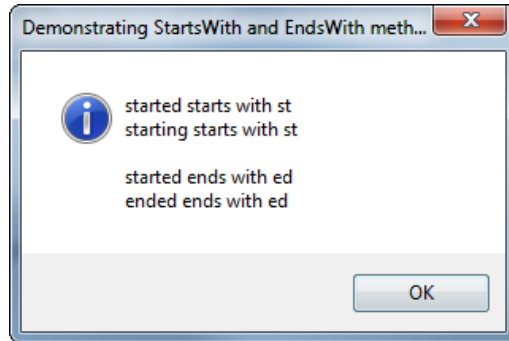 Demonstrating StartsWith and EndsWith meth...
started starts with st
starting starts with st
started ends with ed
ended ends with ed
OK